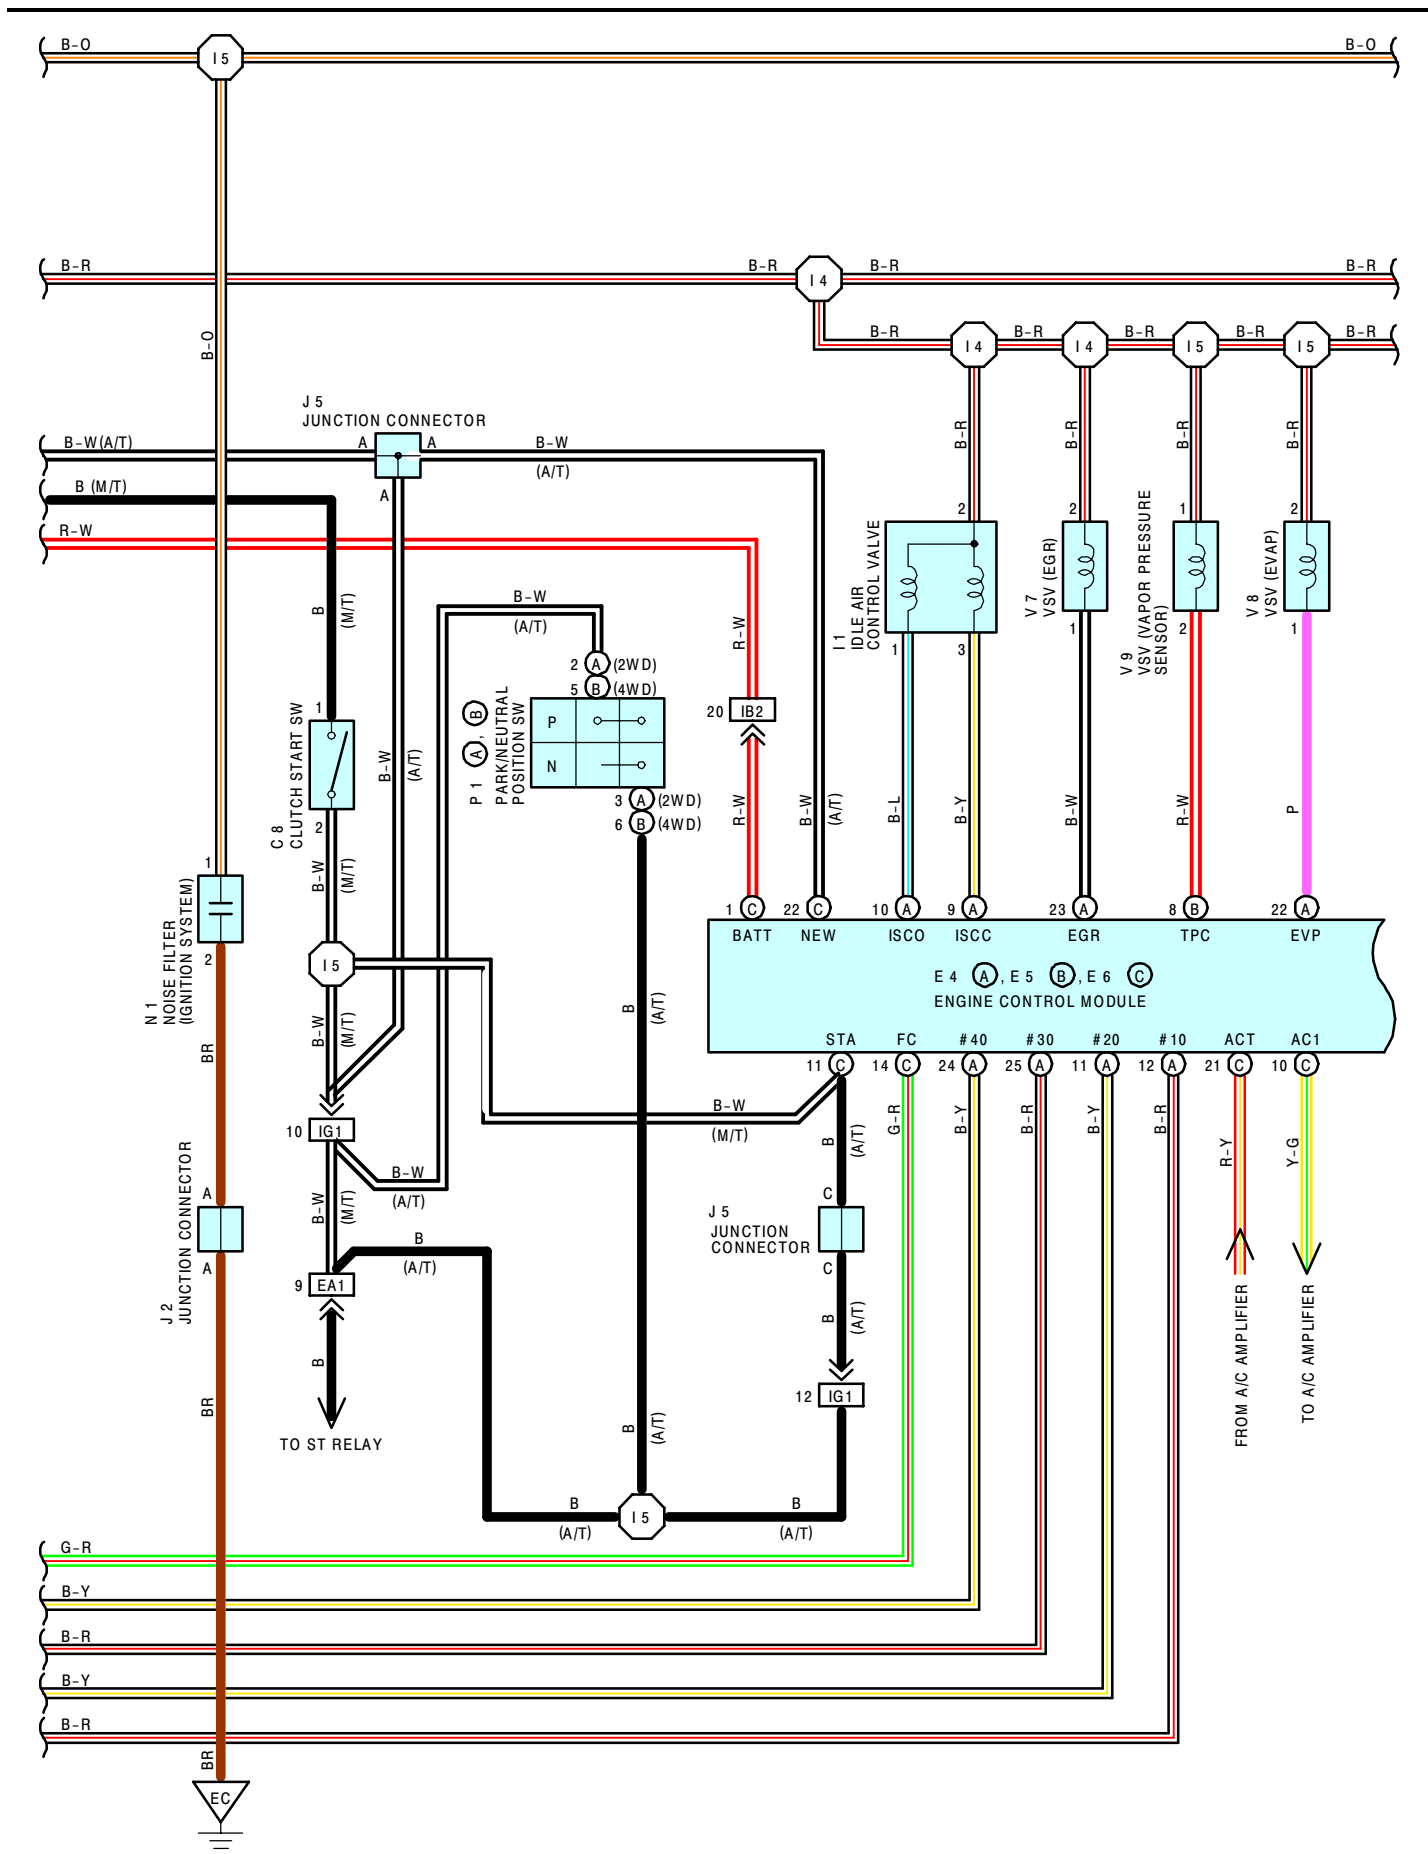 B-O
B-O
I5
B-R
B-R
B-R
B-R
I4
B-O
B-R
B-R
B-R
B-R
B-R
I4
I4
I5
I5
J5
JUNCTION CONNECTOR
B-W(A/T)
A
A
B-W
(A/T)
A
B (M/T)
R-W
B-R
B-R
B-R
B-R
2
2
1
2
I1
IDLE AIR
CONTROL VALVE
V7
VSV (EGR)
V9
VSV (VAPOR PRESSURE
SENSOR)
V8
VSV (EVAP)
1
3
1
2
1
B
(M/T)
B-W
(A/T)
R-W
2 A (2WD)
5 B (4WD)
P1 A, B
PARK/NEUTRAL
POSITION SW
P
N
3 A (2WD)
6 B (4WD)
20 IB2
1
C8
CLUTCH START SW
2
B-W
(A/T)
R-W
B-W
(A/T)
B-L
B-Y
B-W
R-W
P
1
N1
NOISE FILTER
(IGNITION SYSTEM)
2
B-W
(M/T)
I5
1 C
22 C
10 A
9 A
23 A
8 B
22 A
BATT
NEW
ISCO
ISCC
EGR
TPC
EVP
E4 A, E5 B, E6 C
ENGINE CONTROL MODULE
STA
FC
#40
#30
#20
#10
ACT
AC1
11 C
14 C
24 A
25 A
11 A
12 A
21 C
10 C
BR
B-W
(M/T)
B
(A/T)
10 IG1
B-W
(M/T)
B
(A/T)
G-R
B-Y
B-R
B-Y
B-R
R-Y
Y-G
B-W
(A/T)
B-W
(M/T)
A
J2
JUNCTION CONNECTOR
A
J5
JUNCTION
CONNECTOR
C
C
B
(A/T)
9 EA1
B
TO ST RELAY
B
(A/T)
12 IG1
FROM A/C AMPLIFIER
TO A/C AMPLIFIER
BR
B
(A/T)
B
(A/T)
I5
B
(A/T)
G-R
B-Y
B-R
B-Y
B-R
BR
EC